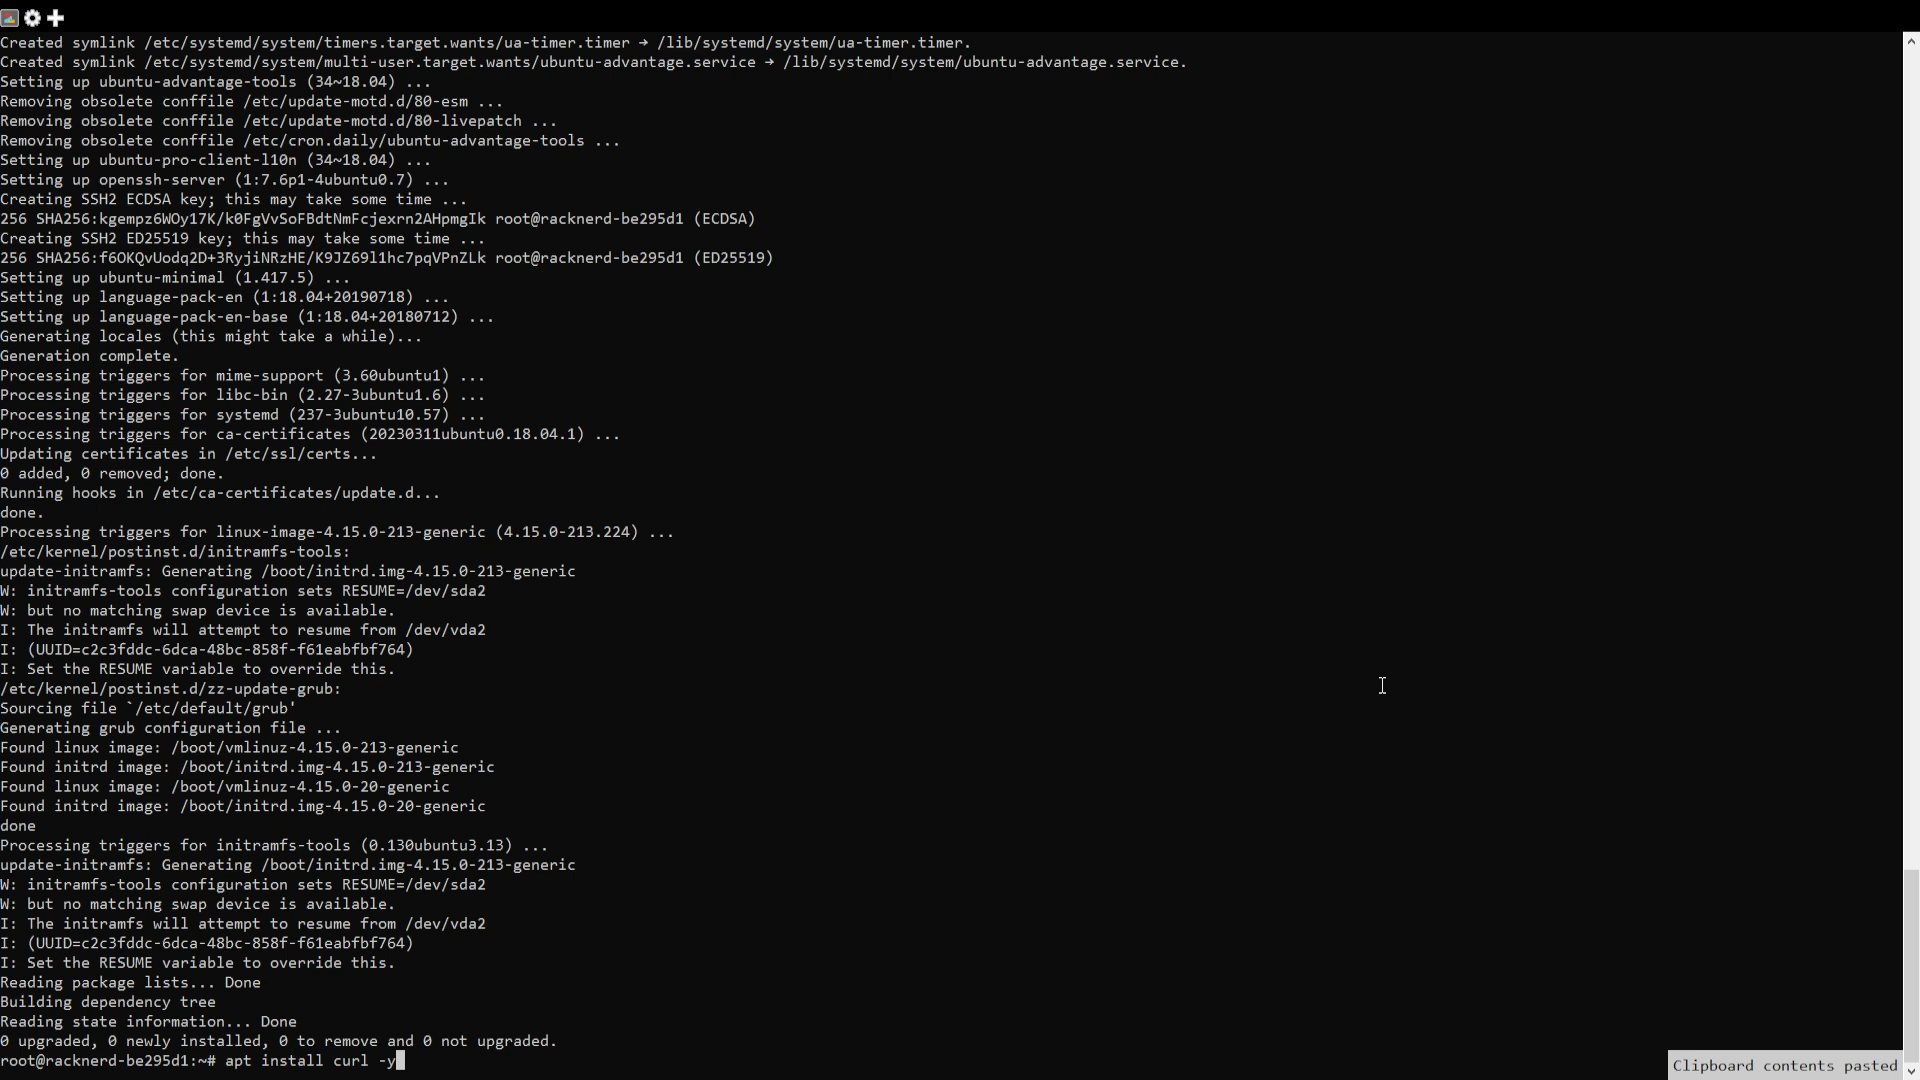 Created symlink /etc/systemd/system/timers.target.wants/ua-timer.timer → /lib/systemd/system/ua-timer.timer.
Created symlink /etc/systemd/system/multi-user.target.wants/ubuntu-advantage.service → /lib/systemd/system/ubuntu-advantage.service.
Setting up ubuntu-advantage-tools (34~18.04) ...
Removing obsolete conffile /etc/update-motd.d/80-esm ...
Removing obsolete conffile /etc/update-motd.d/80-livepatch ...
Removing obsolete conffile /etc/cron.daily/ubuntu-advantage-tools ...
Setting up ubuntu-pro-client-l10n (34~18.04) ...
Setting up openssh-server (1:7.6p1-4ubuntu0.7) ...
Creating SSH2 ECDSA key; this may take some time ...
256 SHA256:kgempz6WOy17K/k0FgVvSoFBdtNmFcjexrn2AHpmgIk root@racknerd-be295d1 (ECDSA)
Creating SSH2 ED25519 key; this may take some time ...
256 SHA256:f6OKQvUodq2D+3RyjiNRzHE/K9JZ69l1hc7pqVPnZLk root@racknerd-be295d1 (ED25519)
Setting up ubuntu-minimal (1.417.5) ...
Setting up language-pack-en (1:18.04+20190718) ...
Setting up language-pack-en-base (1:18.04+20180712) ...
Generating locales (this might take a while)...
Generation complete.
Processing triggers for mime-support (3.60ubuntu1) ...
Processing triggers for libc-bin (2.27-3ubuntu1.6) ...
Processing triggers for systemd (237-3ubuntu10.57) ...
Processing triggers for ca-certificates (20230311ubuntu0.18.04.1) ...
Updating certificates in /etc/ssl/certs...
0 added, 0 removed; done.
Running hooks in /etc/ca-certificates/update.d...
done.
Processing triggers for linux-image-4.15.0-213-generic (4.15.0-213.224) ...
/etc/kernel/postinst.d/initramfs-tools:
update-initramfs: Generating /boot/initrd.img-4.15.0-213-generic
W: initramfs-tools configuration sets RESUME=/dev/sda2
W: but no matching swap device is available.
I: The initramfs will attempt to resume from /dev/vda2
I: (UUID=c2c3fddc-6dca-48bc-858f-f61eabfbf764)
I: Set the RESUME variable to override this.
/etc/kernel/postinst.d/zz-update-grub:
Sourcing file `/etc/default/grub'
Generating grub configuration file ...
Found linux image: /boot/vmlinuz-4.15.0-213-generic
Found initrd image: /boot/initrd.img-4.15.0-213-generic
Found linux image: /boot/vmlinuz-4.15.0-20-generic
Found initrd image: /boot/initrd.img-4.15.0-20-generic
done
Processing triggers for initramfs-tools (0.130ubuntu3.13) ...
update-initramfs: Generating /boot/initrd.img-4.15.0-213-generic
W: initramfs-tools configuration sets RESUME=/dev/sda2
W: but no matching swap device is available.
I: The initramfs will attempt to resume from /dev/vda2
I: (UUID=c2c3fddc-6dca-48bc-858f-f61eabfbf764)
I: Set the RESUME variable to override this.
Reading package lists... Done
Building dependency tree
Reading state information... Done
0 upgraded, 0 newly installed, 0 to remove and 0 not upgraded.
root@racknerd-be295d1:~# apt install curl -y
Clipboard contents pasted